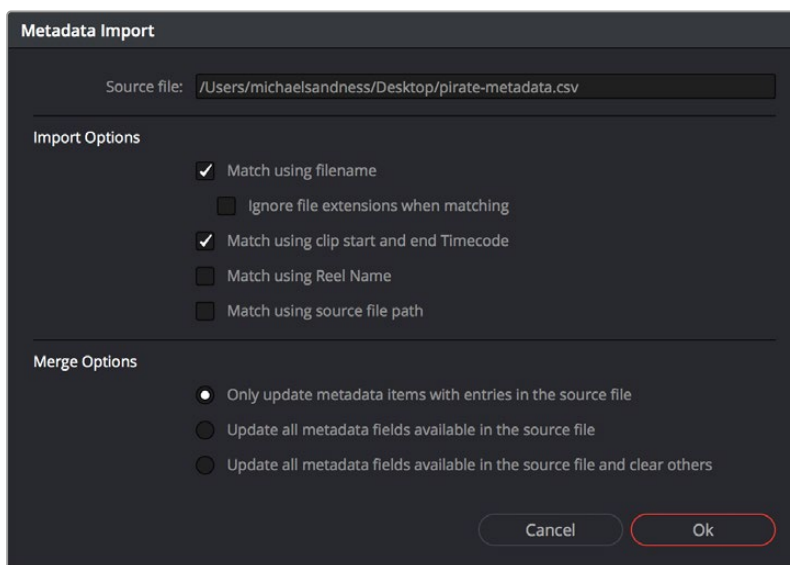 Metadata Import
Source file: /Users/michaelsandness/Desktop/pirate-metadata.csv
Import Options
Match using filename
Ignore file extensions when matching
Match using clip start and end Timecode
Match using Reel Name
Match using source file path
Merge Options
Only update metadata items with entries in the source file
Update all metadata fields available in the source file
Update all metadata fields available in the source file and clear others
Cancel Ok